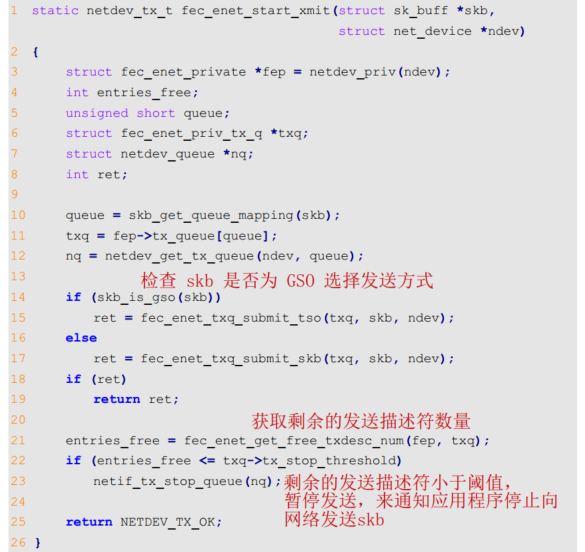 1 static netdev_tx_t fec_enet_start_xmit(struct sk_buff *skb,
struct net_device *ndev)
2 {
3 struct fec_enet_private *fep = netdev_priv(ndev);
4 int entries_free;
5 unsigned short queue;
6 struct fec_enet_priv_tx_q *txq;
7 struct netdev_queue *nq;
8 int ret;
9
10 queue = skb_get_queue_mapping(skb);
11 txq = fep->tx_queue[queue];
12 nq = netdev_get_tx_queue(ndev, queue);
13 检查 skb 是否为 GSO 选择发送方式
14 if (skb_is_gso(skb))
15 ret = fec_enet_txq_submit_tso(txq, skb, ndev);
16 else
17 ret = fec_enet_txq_submit_skb(txq, skb, ndev);
18 if (ret)
19 return ret;
20 获取剩余的发送描述符数量
21 entries_free = fec_enet_get_free_txdesc_num(fep, txq);
22 if (entries_free <= txq->tx_stop_threshold)
23 netif_tx_stop_queue(nq); 剩余的发送描述符小于阈值,
24 暂停发送，来通知应用程序停止向
25 return NETDEV_TX_OK; 网络发送skb
26 }